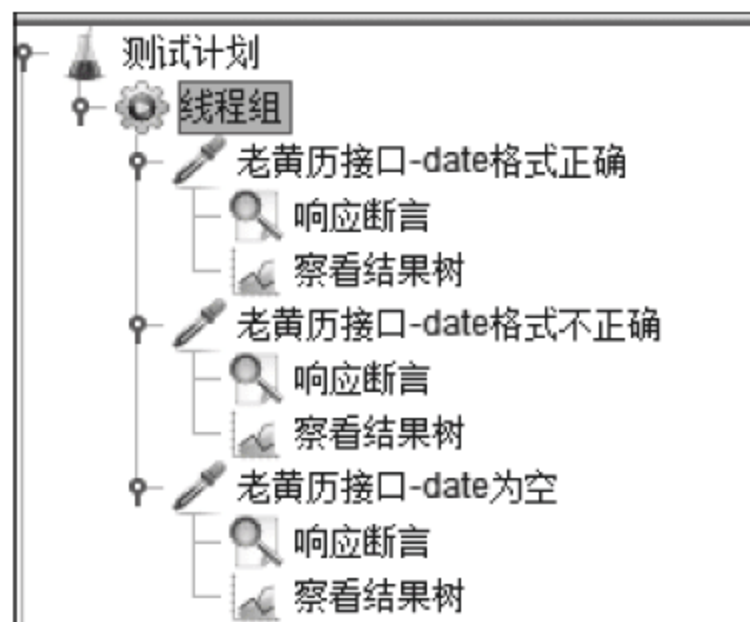 测试计划
线程组
老黄历接口-date格式正确
响应断言
察看结果树
老黄历接口-date格式不正确
响应断言
察看结果树
老黄历接口-date为空
响应断言
察看结果树